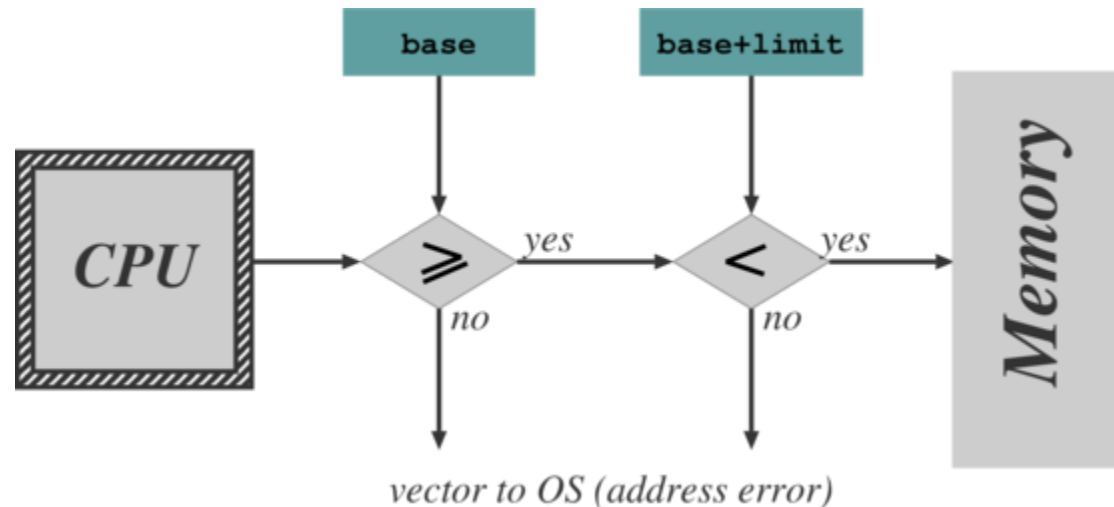 base
base+limit
CPU
≥
yes
<
yes
Memory
no
no
vector to OS (address error)